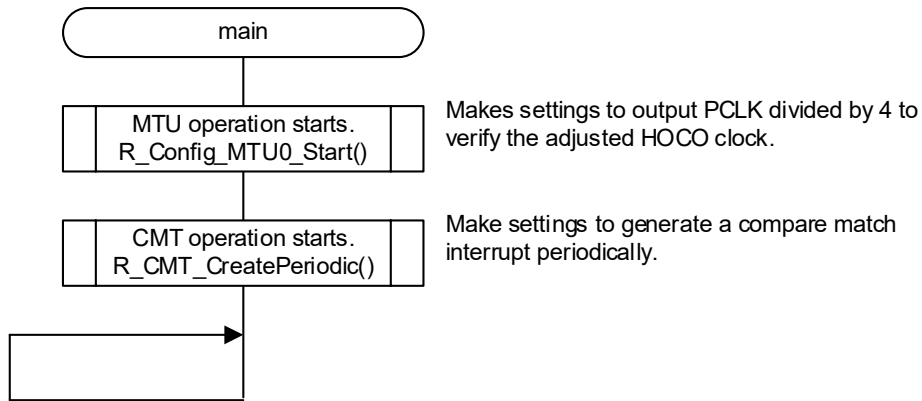 main
MTU operation starts.
R_Config_MTU0_Start()
Makes settings to output PCLK divided by 4 to
verify the adjusted HOCO clock.
CMT operation starts.
R_CMT_CreatePeriodic()
Make settings to generate a compare match
interrupt periodically.